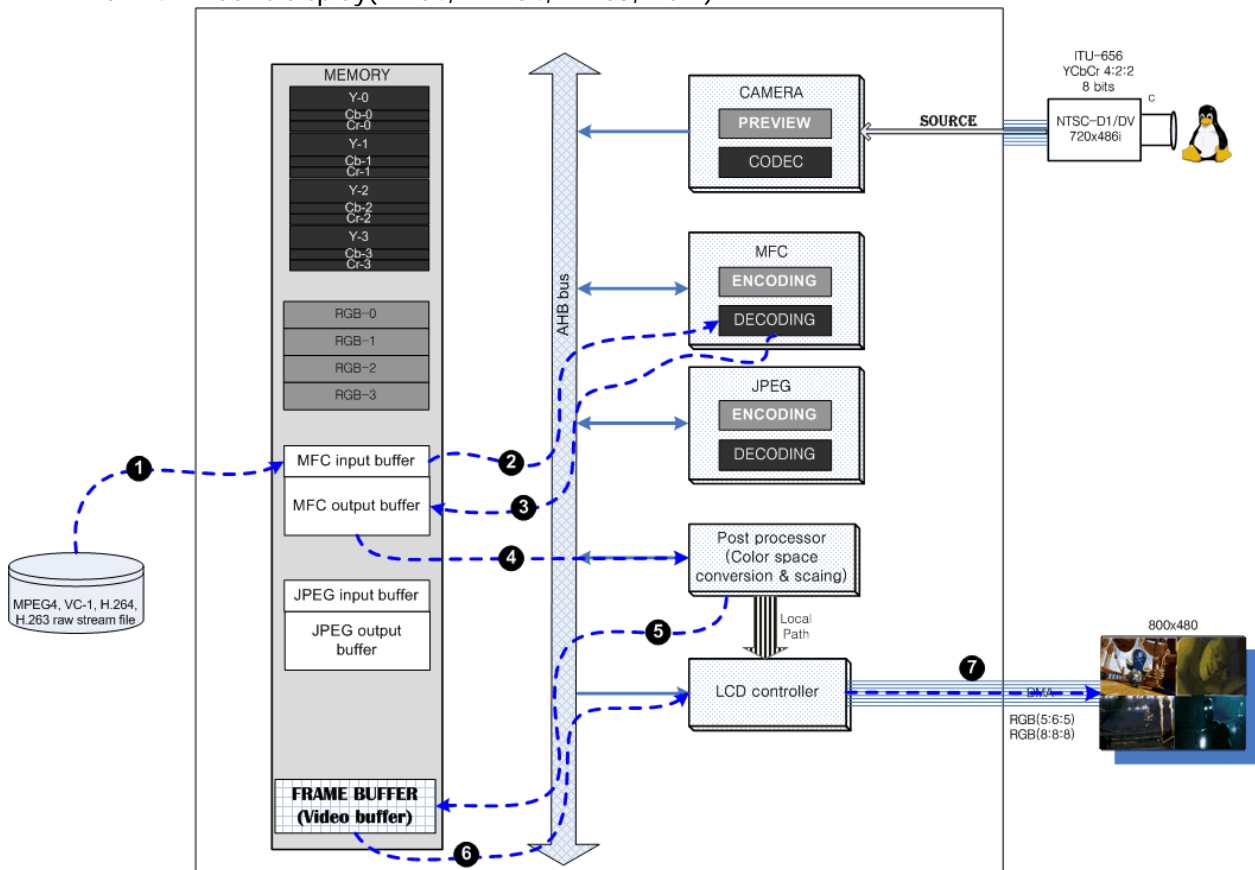 MEMORY
Y-0
Cb-0
Cr-0
Y-1
Cb-1
Cr-1
Y-2
Cb-2
Cr-2
Y-3
Cb-3
Cr-3
RGB-0
RGB-1
RGB-2
RGB-3
MFC input buffer
MFC output buffer
JPEG input buffer
JPEG output
buffer
FRAME BUFFER
(Video buffer)
1
2
3
4
5
6
7
MPEG4, VC-1, H.264,
H.263 raw stream file
AHB bus
CAMERA
PREVIEW
CODEC
SOURCE
ITU-656
YCbCr 4:2:2
8 bits
C
NTSC-D1/DV
720x486i
MFC
ENCODING
DECODING
JPEG
ENCODING
DECODING
Post processor
(Color space
conversion & scaing)
Local
Path
LCD controller
800x480
DMA
RGB(5:6:5)
RGB(8:8:8)